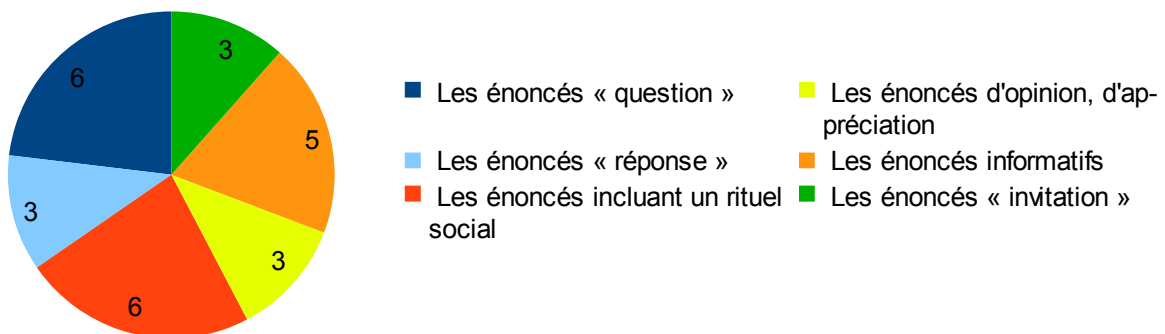 3
6
5
3
3
6
Les énoncés « question »
Les énoncés d'opinion, d'ap-
préciation
Les énoncés « réponse »
Les énoncés informatifs
Les énoncés incluant un rituel
social
Les énoncés « invitation »